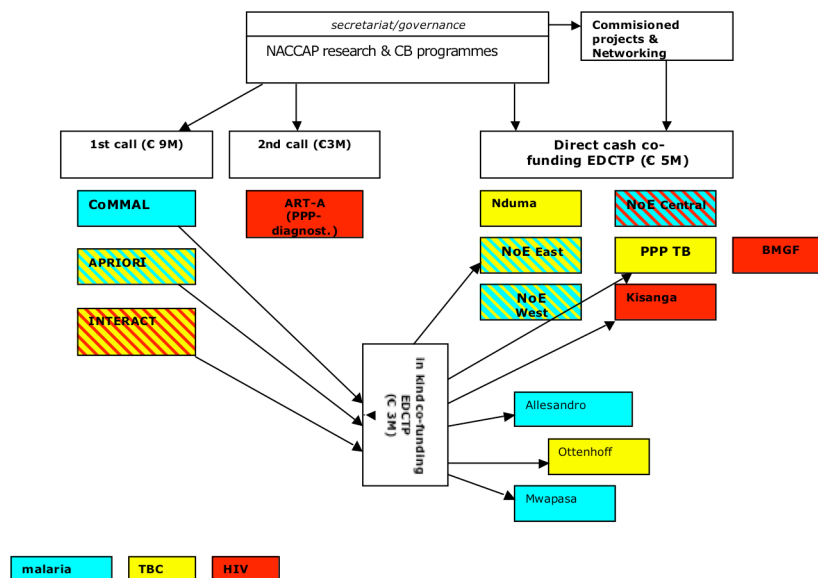 secretariat/governance
NACCAP research & CB programmes
Commisioned
projects &
Networking
1st call (€ 9M)
2nd call (€3M)
Direct cash co-
funding EDCTP (€ 5M)
CoMMAL
ART-A
(PPP-
diagnost.)
Nduma
NoE Central
APRIORI
NoE East
PPP TB
BMGF
INTERACT
NoE
West
Kisanga
in kind co-funding
EDCTP
(€ 3M)
Allesandro
Ottenhoff
Mwapasa
malaria
TBC
HIV